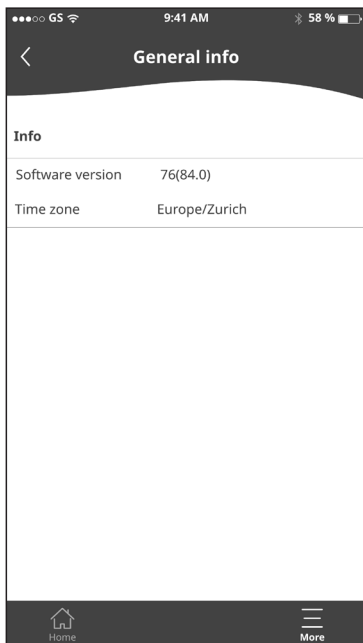 GS 9:41 AM 58 %
General info
Info
Software version 76(84.0)
Time zone Europe/Zurich
Home More